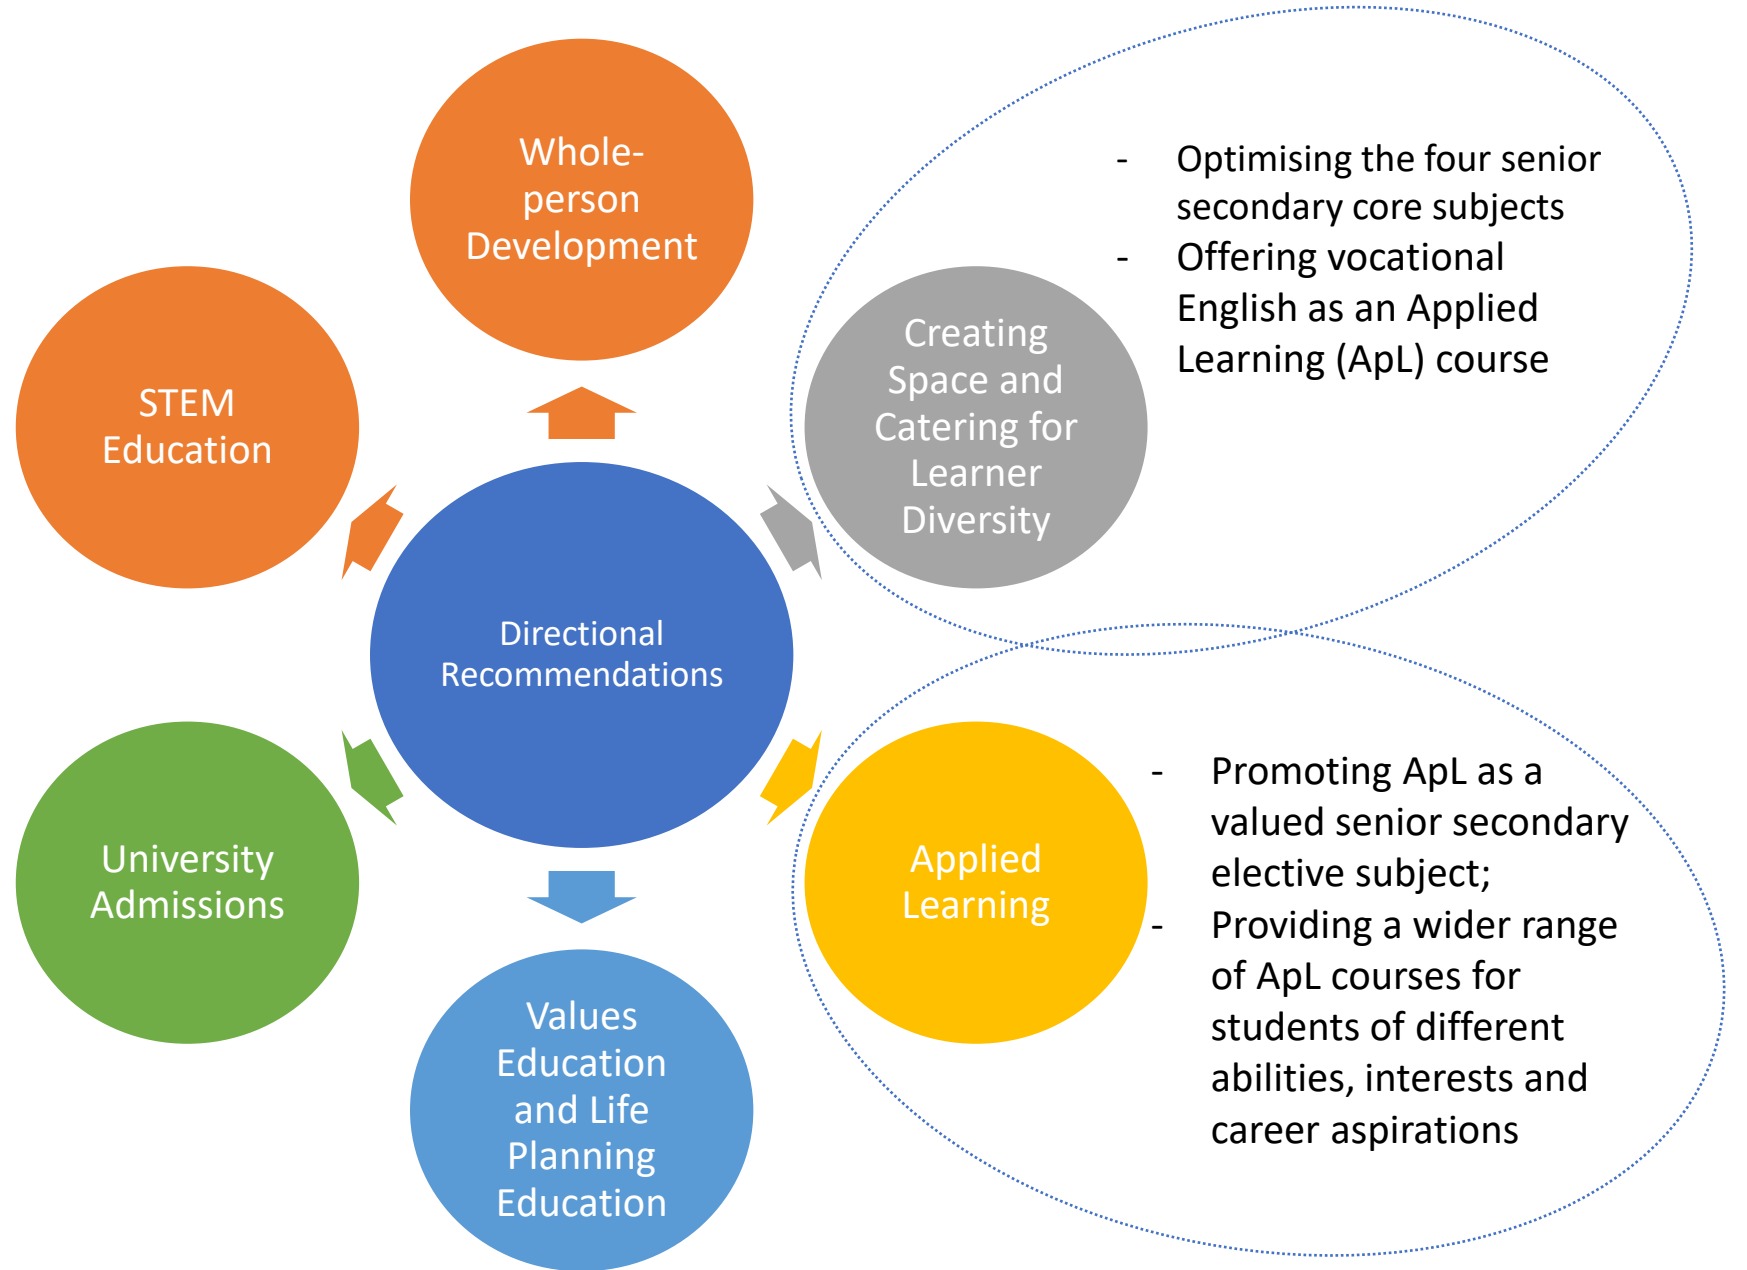 Whole-
person
Development
- Optimising the four senior
secondary core subjects
- Offering vocational
English as an Applied
Learning (ApL) course
Creating
Space and
Catering for
Learner
Diversity
STEM
Education
Directional
Recommendations
- Promoting ApL as a
valued senior secondary
elective subject;
- Providing a wider range
of ApL courses for
students of different
abilities, interests and
career aspirations
Applied
Learning
University
Admissions
Values
Education
and Life
Planning
Education